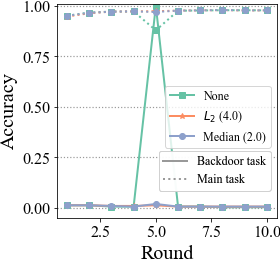 Accuracy
1.00
0.75
0.50
0.25
0.00
None
L₂ (4.0)
Median (2.0)
Backdoor task
Main task
2.5 5.0 7.5 10.0
Round